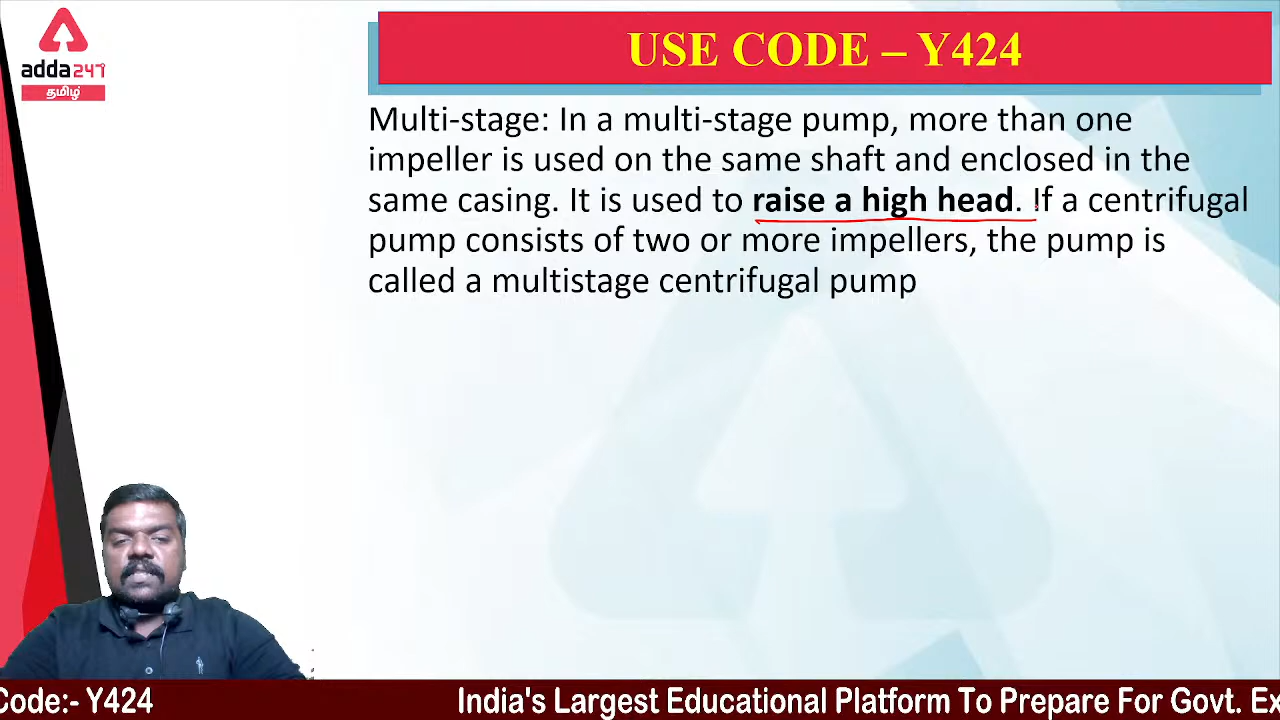 adda247
தமிழ்
USE CODE – Y424
Multi-stage: In a multi-stage pump, more than one
impeller is used on the same shaft and enclosed in the
same casing. It is used to raise a high head. If a centrifugal
pump consists of two or more impellers, the pump is
called a multistage centrifugal pump
Code:- Y424 India's Largest Educational Platform To Prepare For Govt. Ex